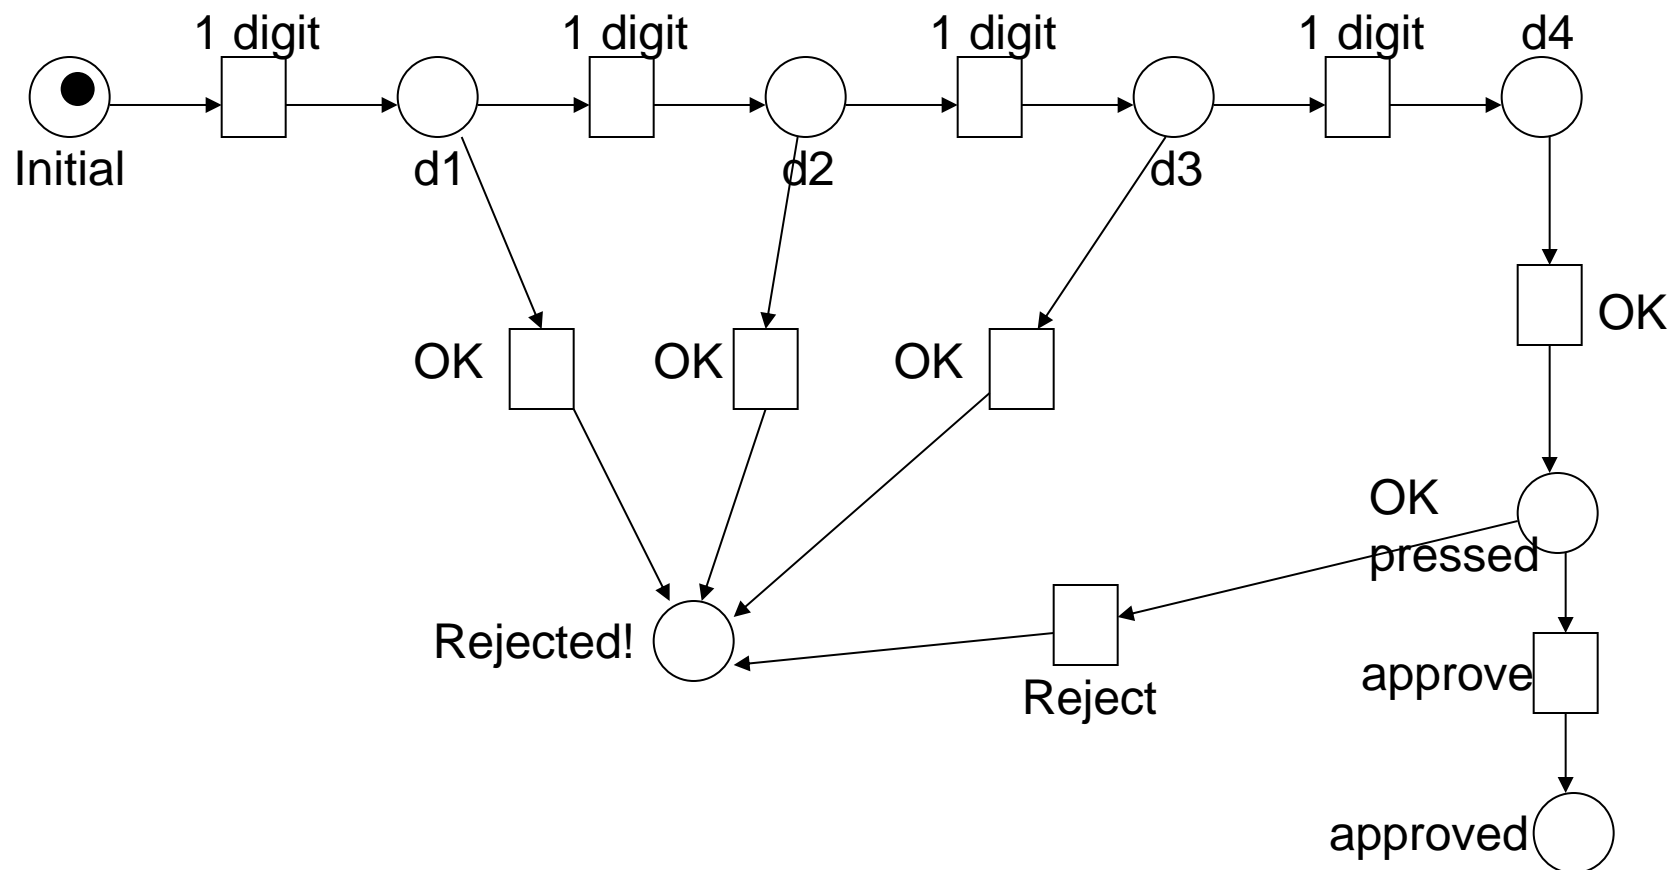 1 digit
1 digit
1 digit
1 digit
d4
Initial
d1
d2
d3
OK
OK
OK
OK
OK
pressed
Rejected!
Reject
approve
approved